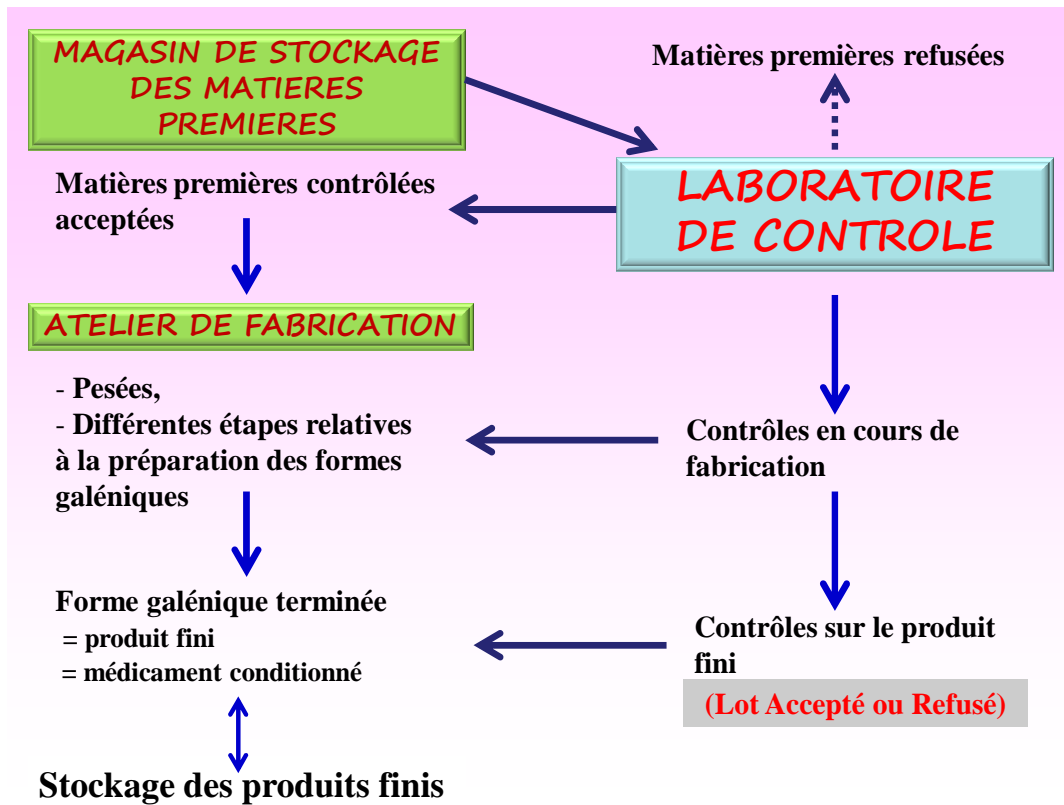 MAGASIN DE STOCKAGE
DES MATIERES
PREMIERES
Matières premières refusées
LABORATOIRE
DE CONTROLE
Matières premières contrôlées
acceptées
ATELIER DE FABRICATION
- Pesées,
- Différentes étapes relatives
à la préparation des formes
galéniques
Contrôles en cours de
fabrication
Forme galénique terminée
= produit fini
= médicament conditionné
Contrôles sur le produit
fini
(Lot Accepté ou Refusé)
Stockage des produits finis